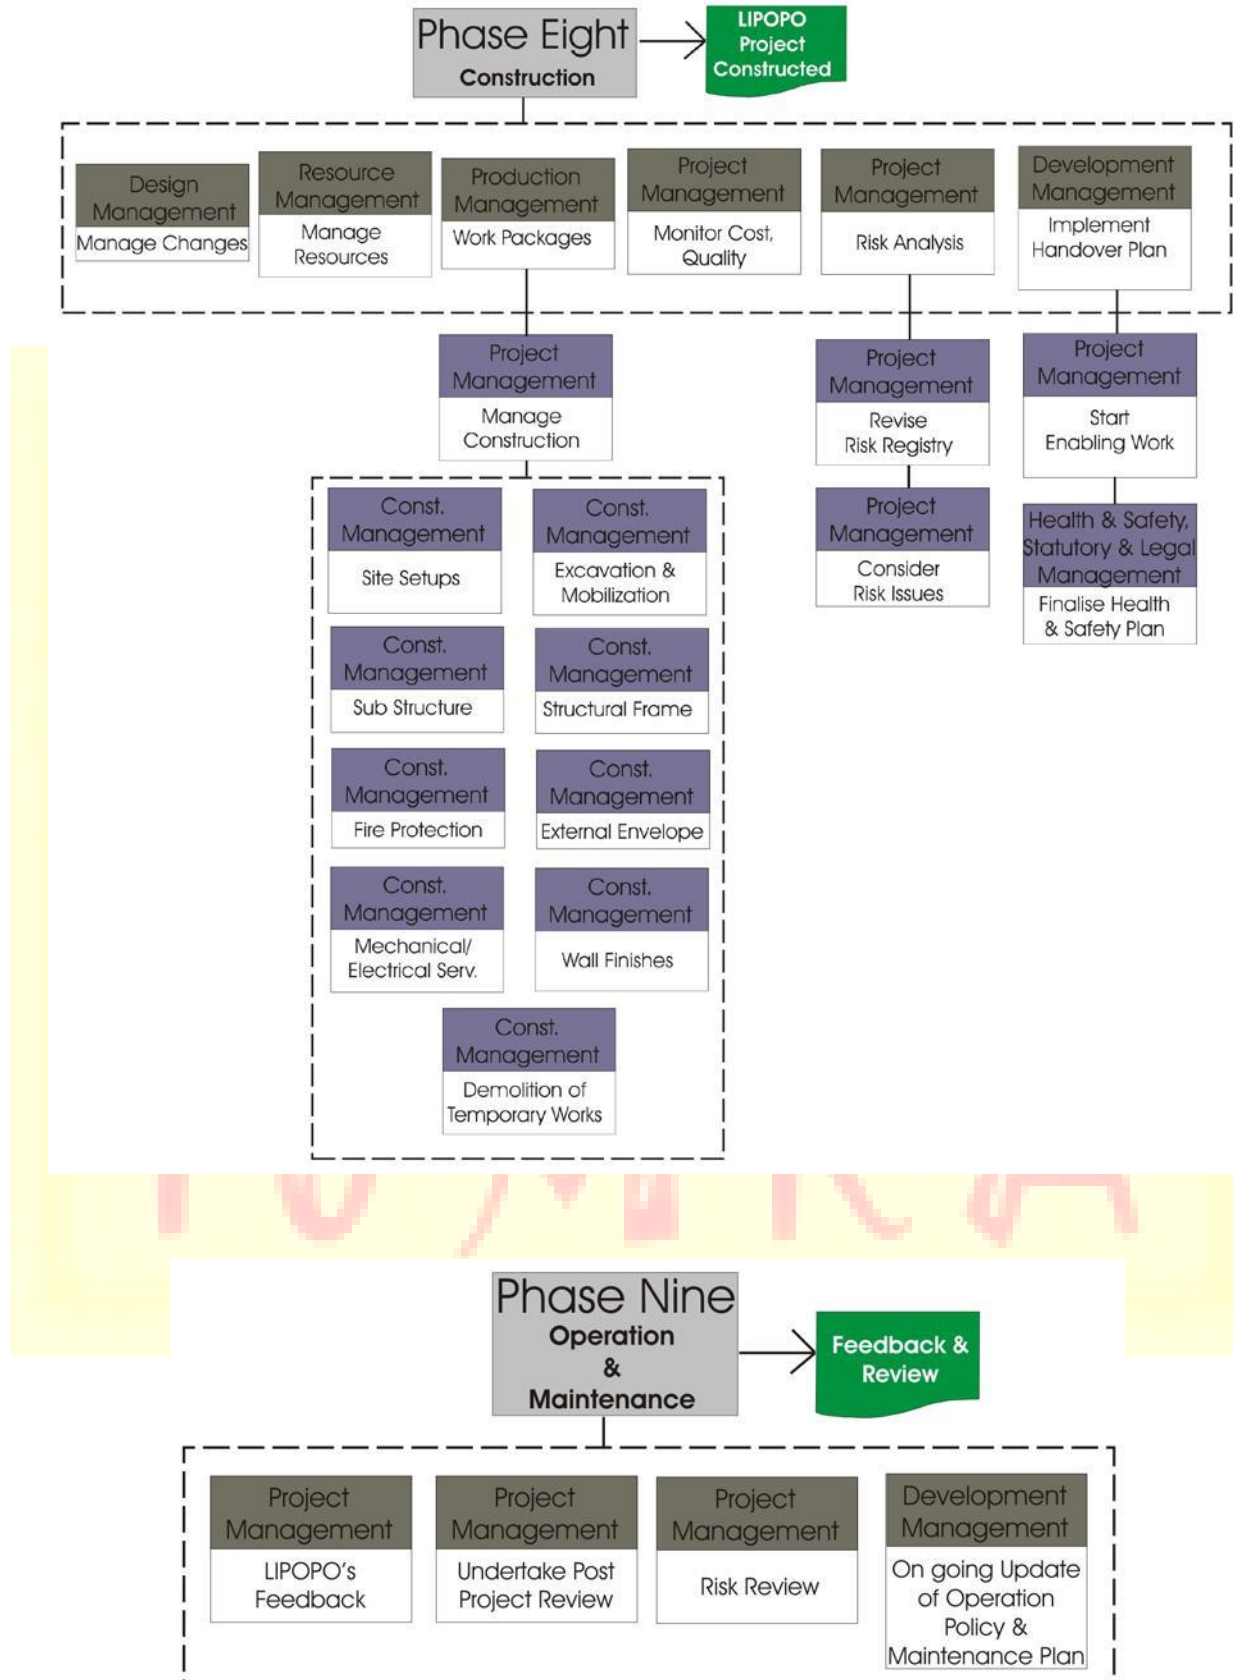 Phase Eight
Construction
LIPOPO
Project
Constructed
Design
Management
Manage Changes
Resource
Management
Manage
Resources
Production
Management
Work Packages
Project
Management
Monitor Cost,
Quality
Project
Management
Risk Analysis
Development
Management
Implement
Handover Plan
Project
Management
Manage
Construction
Project
Management
Revise
Risk Registry
Project
Management
Start
Enabling Work
Project
Management
Consider
Risk Issues
Health & Safety,
Statutory & Legal
Management
Finalise Health
& Safety Plan
Const.
Management
Site Setups
Const.
Management
Excavation &
Mobilization
Const.
Management
Sub Structure
Const.
Management
Structural Frame
Const.
Management
Fire Protection
Const.
Management
External Envelope
Const.
Management
Mechanical/
Electrical Serv.
Const.
Management
Wall Finishes
Const.
Management
Demolition of
Temporary Works
Phase Nine
Operation
&
Maintenance
Feedback &
Review
Project
Management
LIPOPO's
Feedback
Project
Management
Undertake Post
Project Review
Project
Management
Risk Review
Development
Management
On going Update
of Operation
Policy &
Maintenance Plan